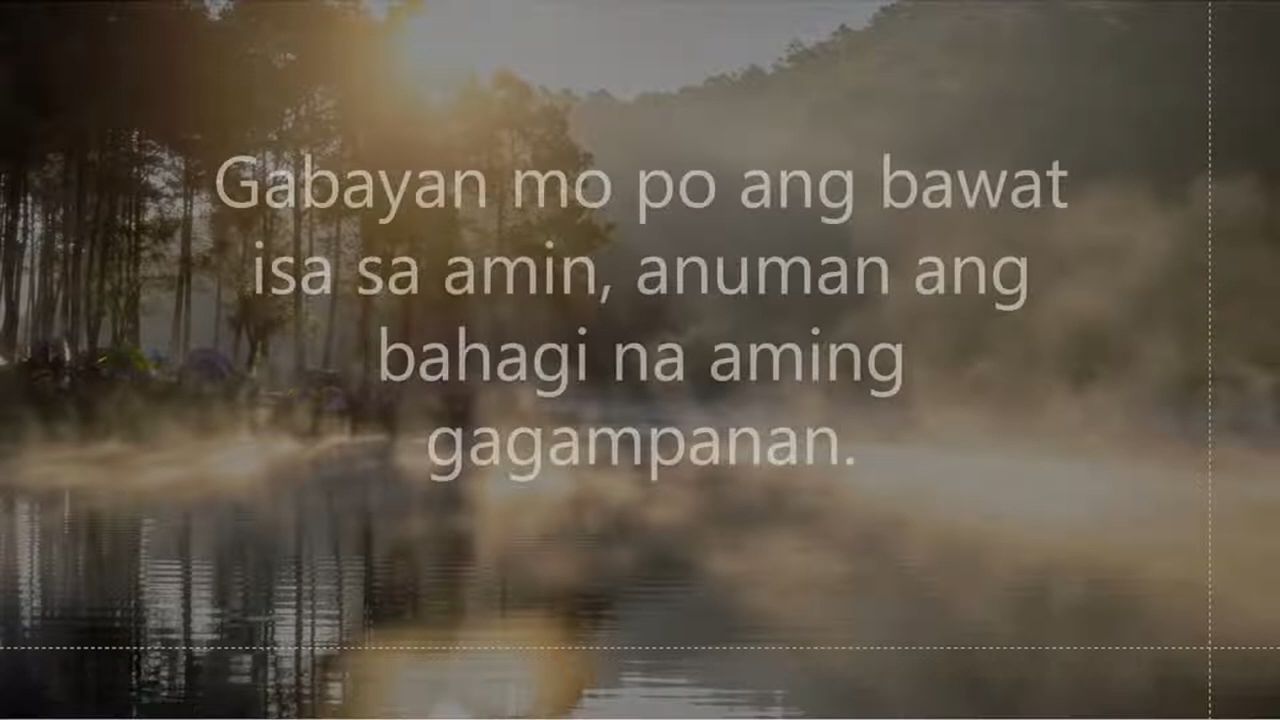 Gabayan mo po ang bawat
isa sa amin, anuman ang
bahagi na aming
gagampanan.